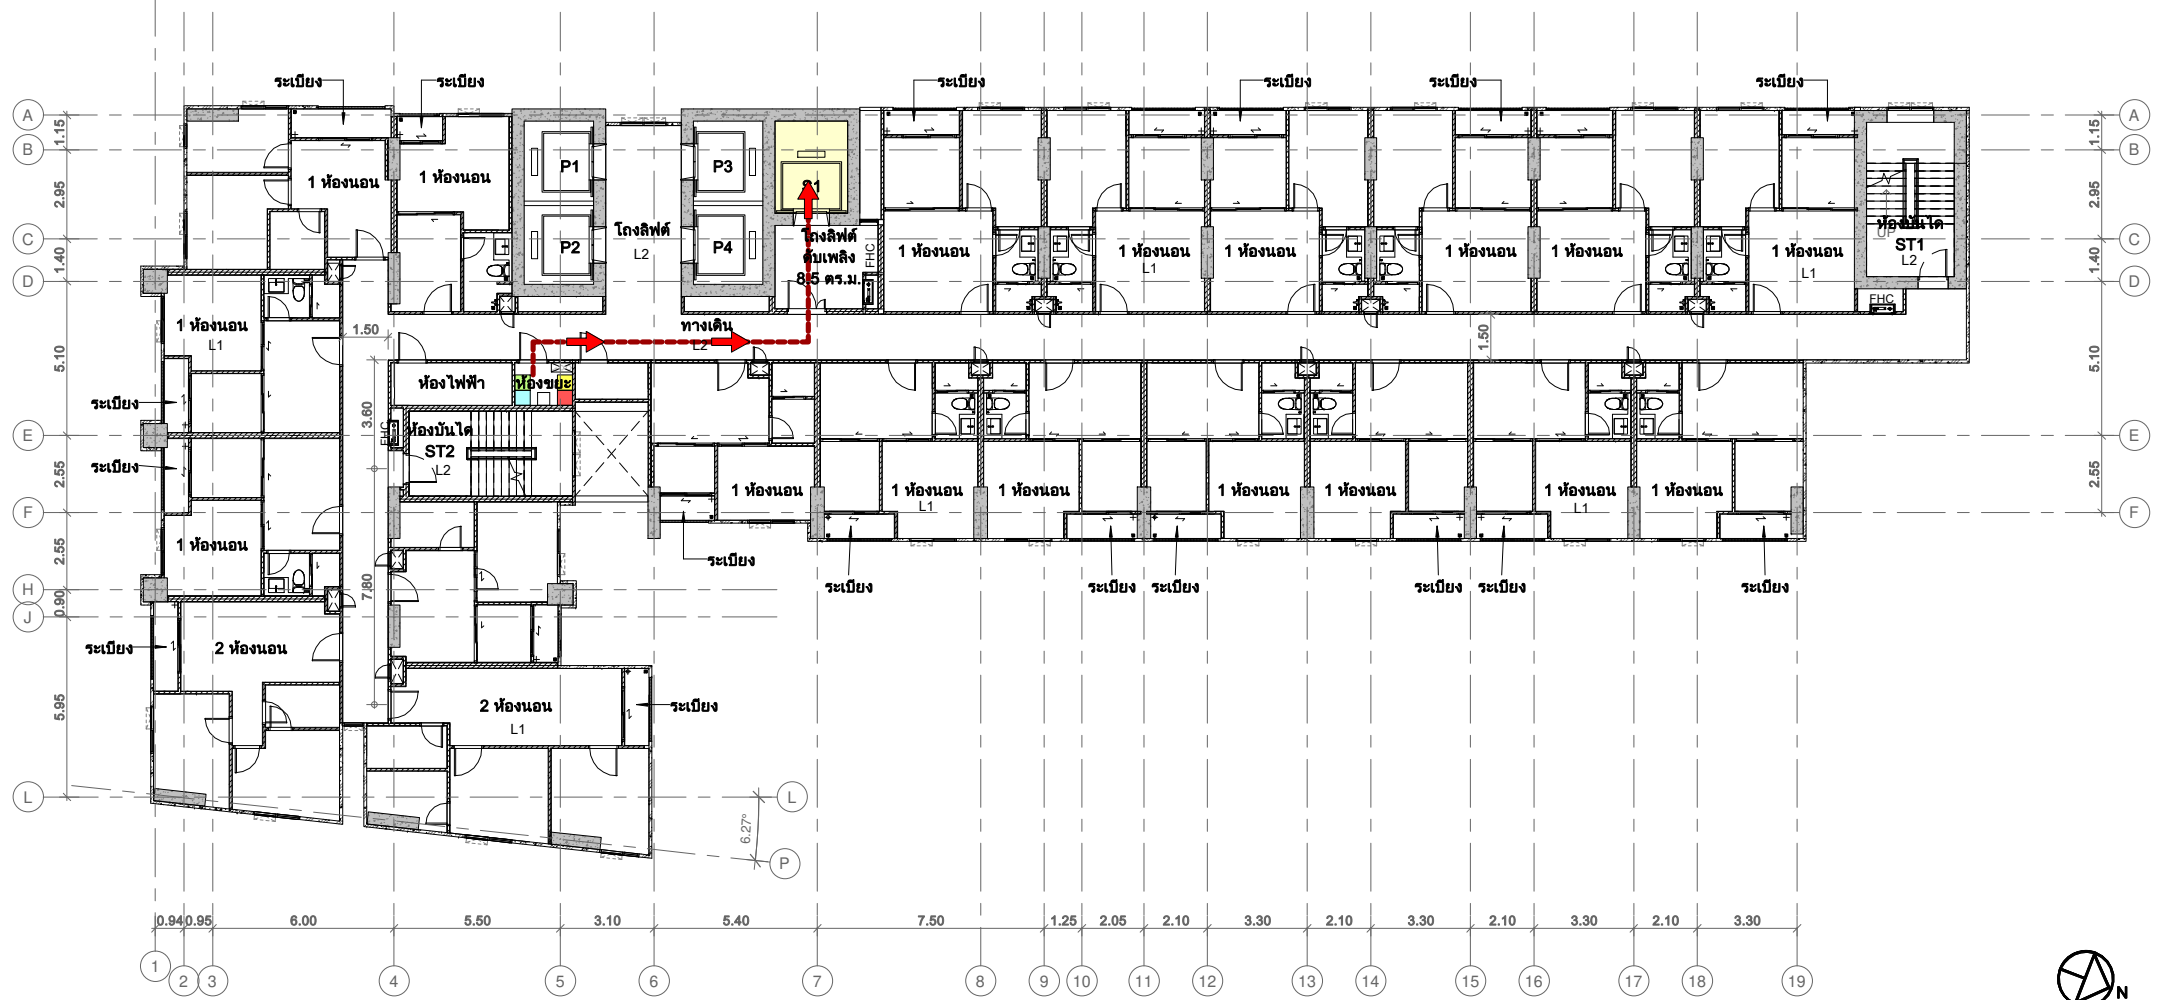 ระเบียง
ระเบียง
ระเบียง
ระเบียง
ระเบียง
ระเบียง
A
A
1.15
1.15
B
B
P1
P3
2.95
2.95
1 ห้องนอน
1 ห้องนอน
S1
C
C
P2
โถงลิฟต์
L2
P4
โถงลิฟต์
ดับเพลิง
8.5 ตร.ม.
FHC
1 ห้องนอน
1 ห้องนอน
L1
1 ห้องนอน
1 ห้องนอน
1 ห้องนอน
1 ห้องนอน
L1
ห้องบันได
UP
ST1
L2
1.40
1.40
D
D
FHC
1 ห้องนอน
L1
1.50
ทางเดิน
L2
1.50
5.10
5.10
ห้องไฟฟ้า
ห้องขยะ
ระเบียง
3.60
FHC
ห้องบันได
ST2
L2
E
E
ระเบียง
2.55
2.55
1 ห้องนอน
1 ห้องนอน
L1
1 ห้องนอน
1 ห้องนอน
1 ห้องนอน
1 ห้องนอน
L1
1 ห้องนอน
F
F
1 ห้องนอน
2.55
ระเบียง
ระเบียง
ระเบียง
ระเบียง
ระเบียง
ระเบียง
ระเบียง
H
7.80
0.90
J
ระเบียง
2 ห้องนอน
5.95
2 ห้องนอน
L1
ระเบียง
L
L
6.27°
P
0.94
0.95
6.00
5.50
3.10
5.40
7.50
1.25
2.05
2.10
3.30
2.10
3.30
2.10
3.30
2.10
3.30
1
2
3
4
5
6
7
8
9
10
11
12
13
14
15
16
17
18
19
N